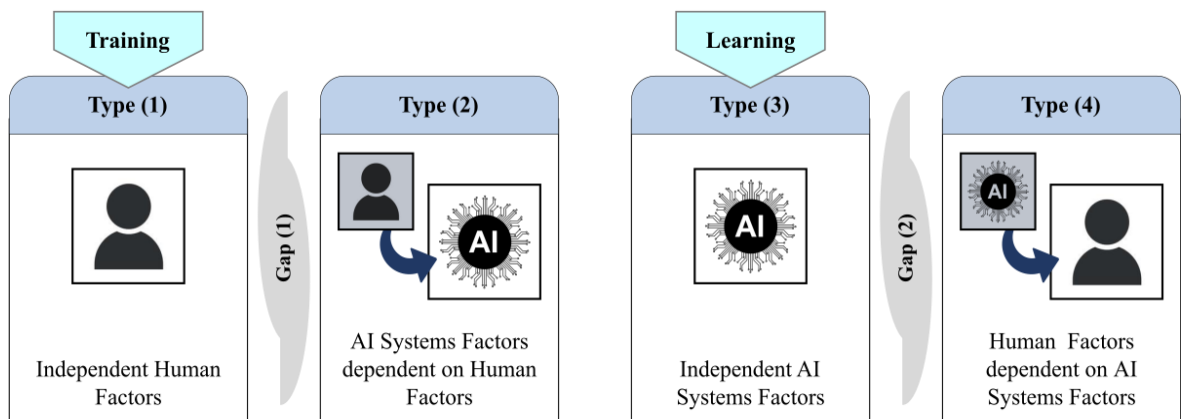 Training
Learning
Type (1)
Type (2)
Type (3)
Type (4)
Gap (1)
Gap (2)
AI
AI
AI
AI
Independent Human
Factors
AI Systems Factors
dependent on Human
Factors
Independent AI
Systems Factors
Human Factors
dependent on AI
Systems Factors